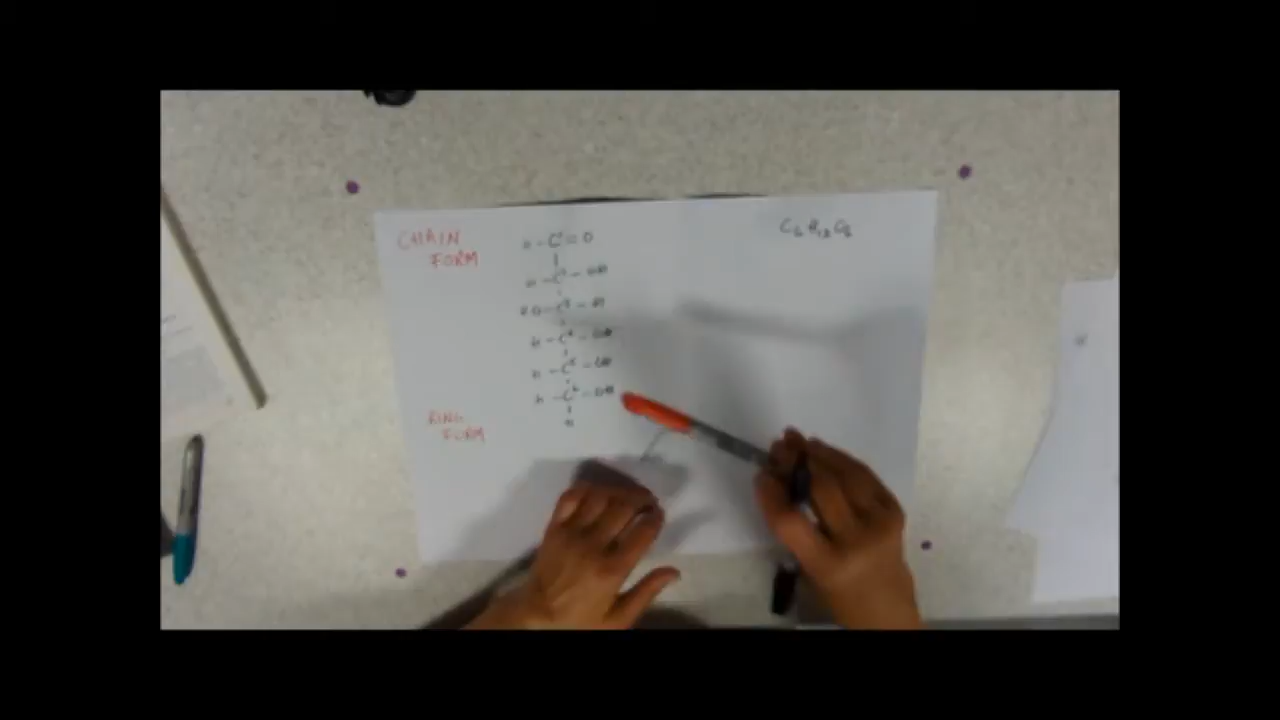 CHAIN
FORM
H-C¹=O
H-C²-OH
HO-C³-H
H-C⁴-OH
H-C⁵-OH
H-C⁶-OH
H
C₆H₁₂O₆
RING
FORM